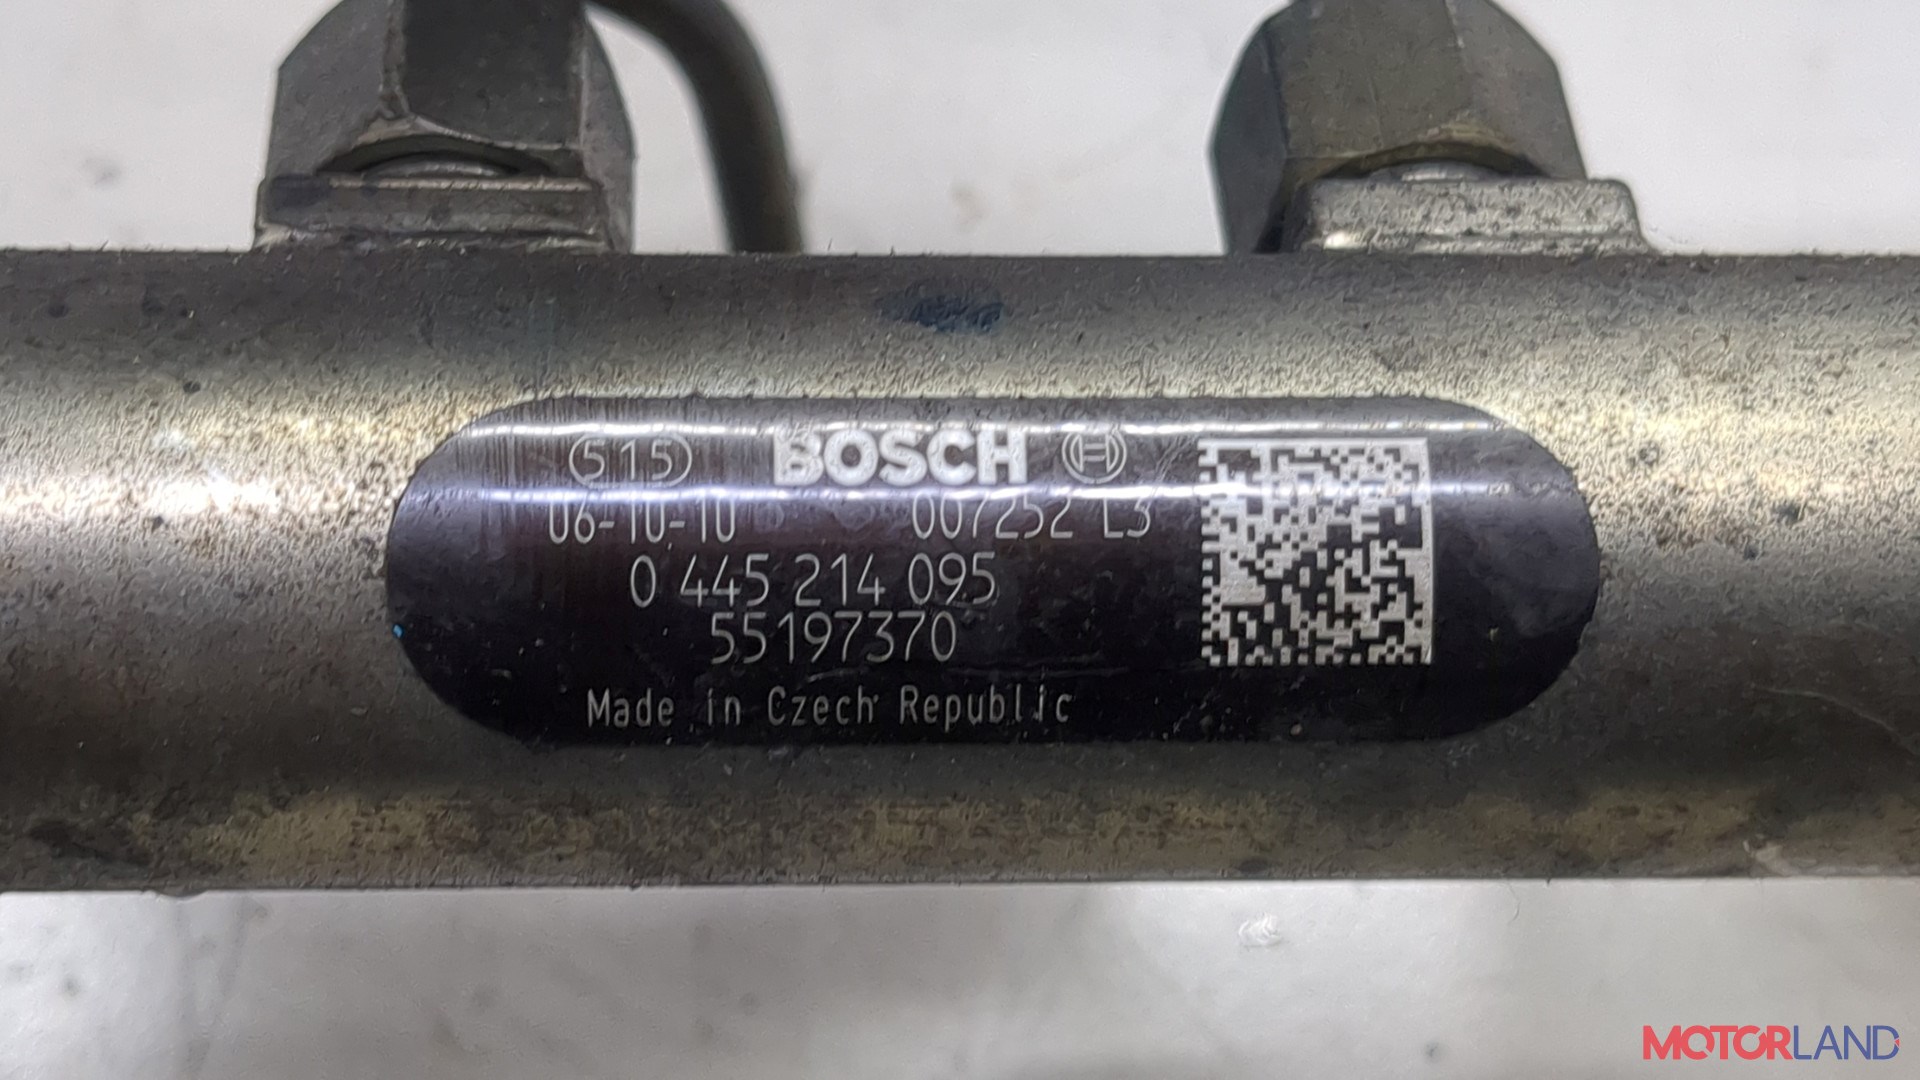 515 BOSCH
06-10-10 007252 L3
0 445 214 095
55197370
Made in Czech Republic
MOTORLAND